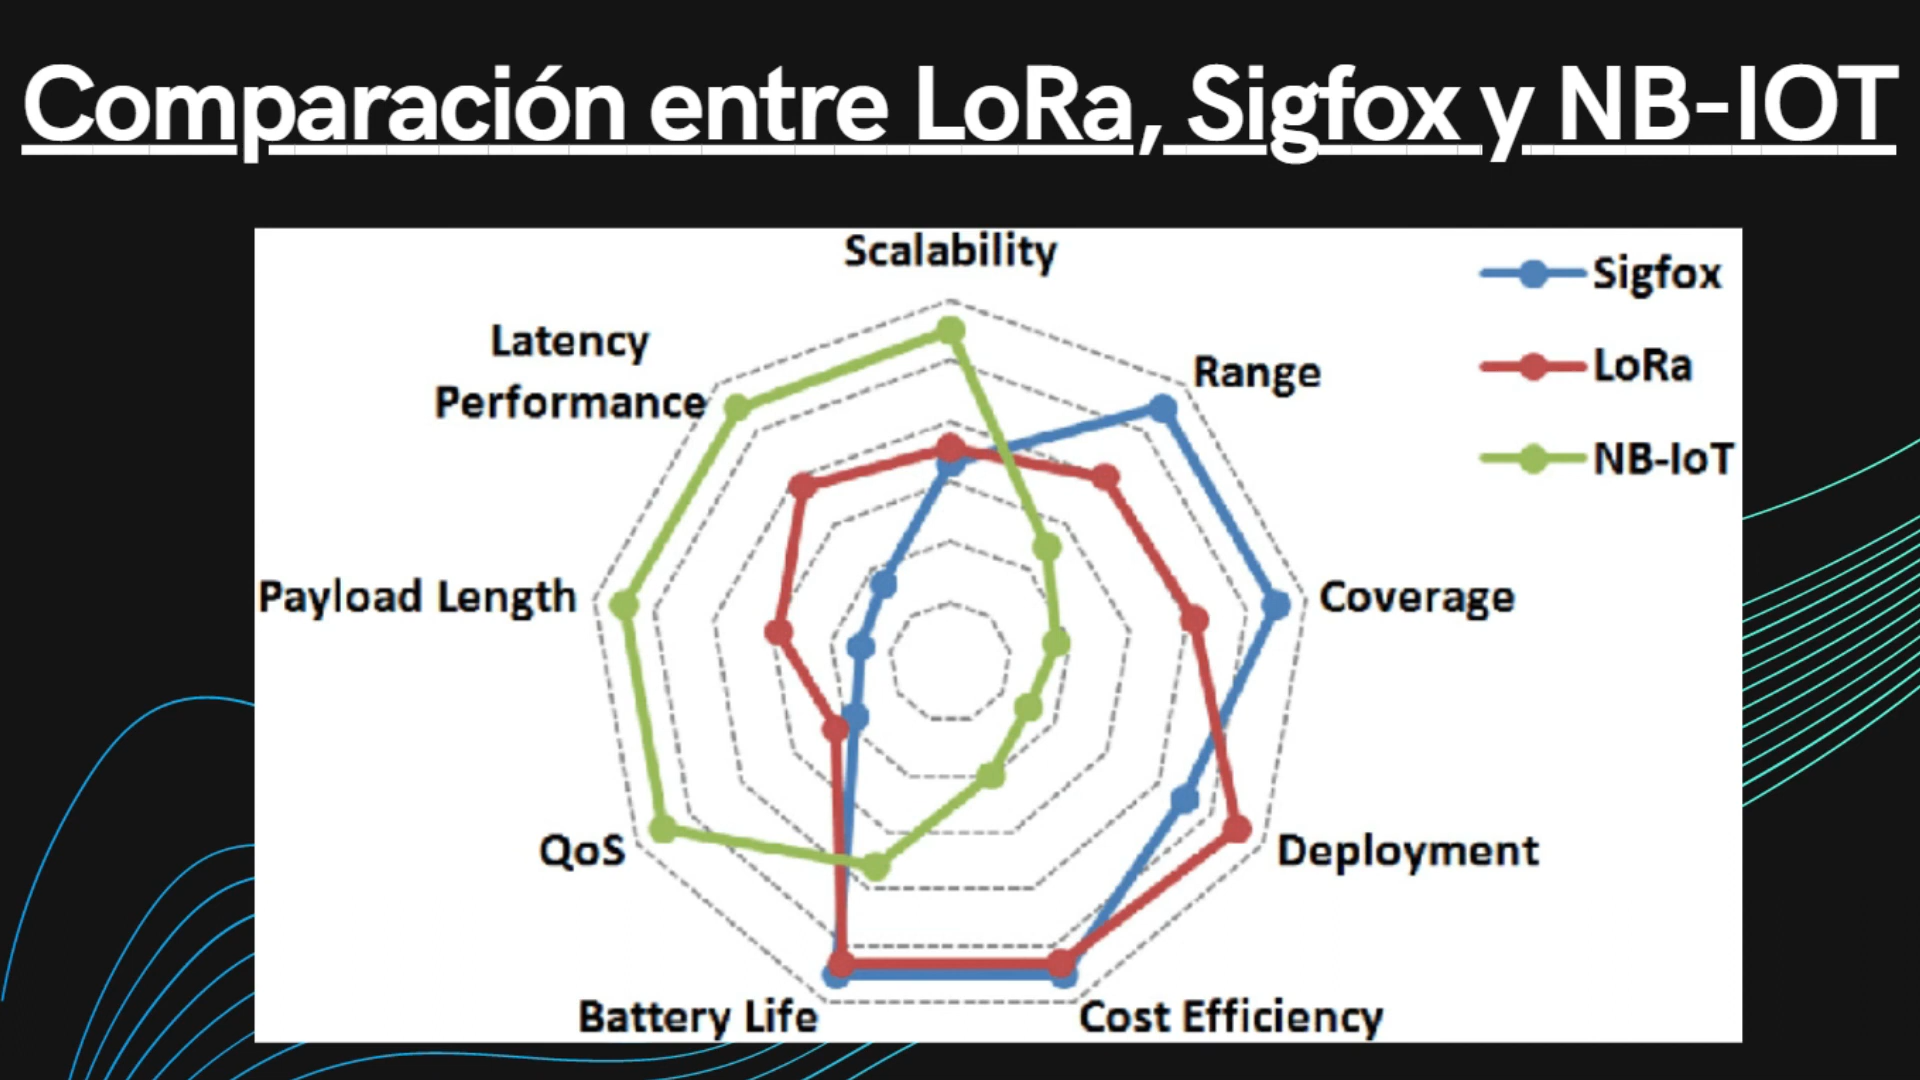 Comparación entre LoRa, Sigfox y NB-IOT
Scalability
Sigfox
LoRa
NB-IoT
Latency
Performance
Range
Payload Length
Coverage
QoS
Deployment
Battery Life
Cost Efficiency